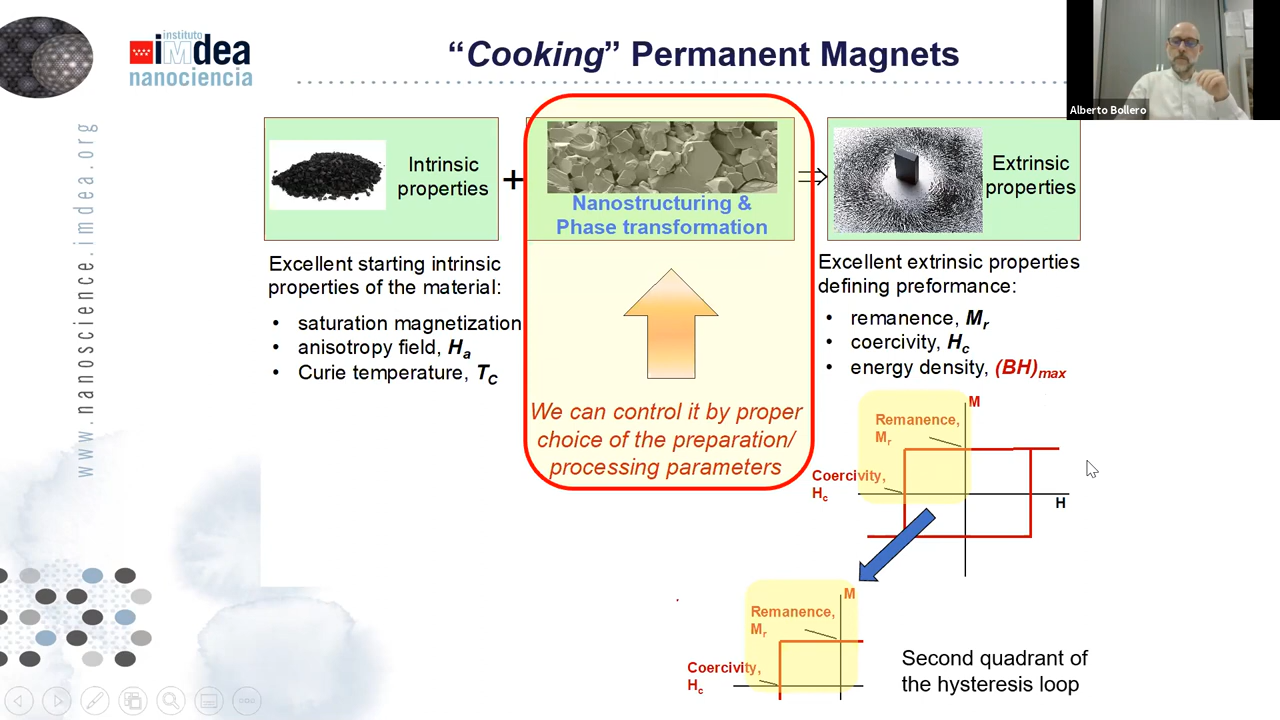 instituto
imdea
nanociencia
“Cooking” Permanent Magnets
Alberto Bollero
www.nanoscience.imdea.org
Intrinsic
properties
+
Nanostructuring &
Phase transformation
Extrinsic
properties
Excellent starting intrinsic
properties of the material:
• saturation magnetization
• anisotropy field, Ha
• Curie temperature, TC
We can control it by proper
choice of the preparation/
processing parameters
Excellent extrinsic properties
defining preformance:
• remanence, Mr
• coercivity, Hc
• energy density, (BH)max
M
Remanence,
Mr
Coercivity,
Hc
H
M
Remanence,
Mr
Coercivity,
Hc
Second quadrant of
the hysteresis loop